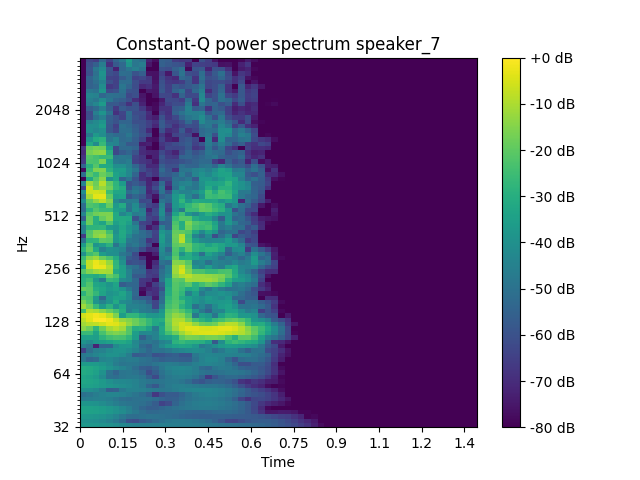 Constant-Q power spectrum speaker_7
Hz
2048
1024
512
256
128
64
32
0 0.15 0.3 0.45 0.6 0.75 0.9 1.1 1.2 1.4
Time
+0 dB
-10 dB
-20 dB
-30 dB
-40 dB
-50 dB
-60 dB
-70 dB
-80 dB